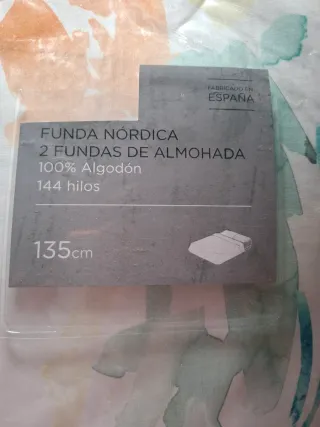 FABRICADO EN
ESPAÑA
FUNDA NÓRDICA
2 FUNDAS DE ALMOHADA
100% Algodón
144 hilos
135cm